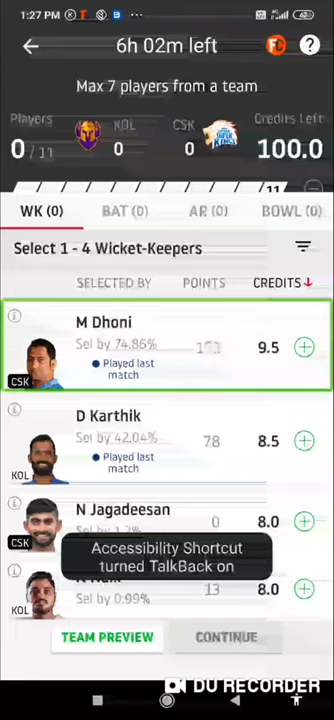 1:27 PM
6h 02m left
Max 7 players from a team
Players
KOL
CSK
Credits Left
0 / 11
0
0
100.0
11
WK (0)
BAT (0)
AR (0)
BOWL (0)
Select 1 - 4 Wicket-Keepers
SELECTED BY
POINTS
CREDITS
M Dhoni
Sel by 74.86%
9.5
Played last
match
CSK
D Karthik
Sel by 42.04%
78
8.5
Played last
match
KOL
N Jagadeesan
0
8.0
CSK
Accessibility Shortcut
turned TalkBack on
Sel by 0.99%
13
8.0
KOL
TEAM PREVIEW
CONTINUE
DU RECORDER